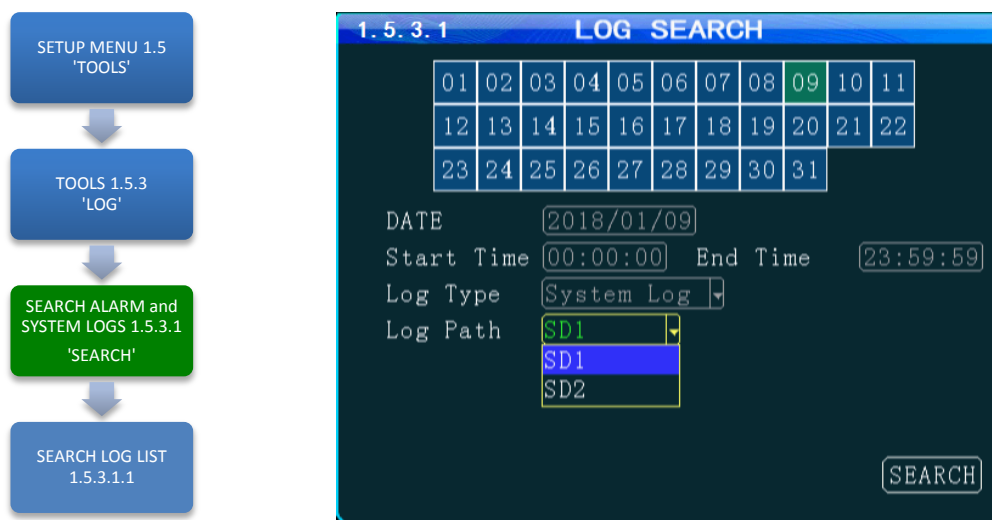 SETUP MENU 1.5
'TOOLS'
TOOLS 1.5.3
'LOG'
SEARCH ALARM and
SYSTEM LOGS 1.5.3.1
'SEARCH'
SEARCH LOG LIST
1.5.3.1.1
1.5.3.1 LOG SEARCH
01 02 03 04 05 06 07 08 09 10 11
12 13 14 15 16 17 18 19 20 21 22
23 24 25 26 27 28 29 30 31
DATE 2018/01/09
Start Time 00:00:00 End Time 23:59:59
Log Type System Log
Log Path SD1
SD1
SD2
SEARCH